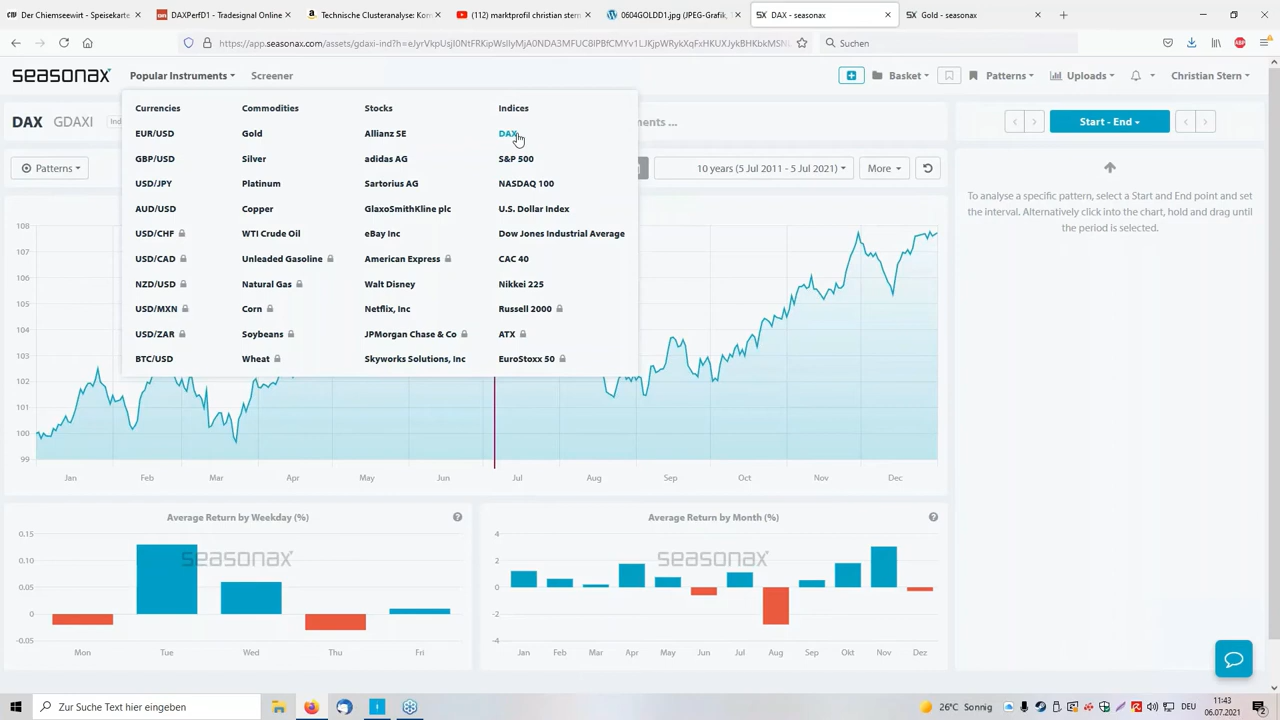 Der Chiemseewirt - Speisekarte
DAXPerfD1 - Tradesignal Online
Technische Clusteranalyse: Kom
(112) marktprofil christian stern
0604GOLDD1.jpg (JPEG-Grafik, 1
DAX - seasonax
Gold - seasonax
Suchen
seasonax
Popular Instruments
Screener
Basket
Patterns
Uploads
Christian Stern
DAX GDAXI Ind
ments ...
Start - End
Currencies Commodities Stocks Indices
EUR/USD Gold Allianz SE DAX
GBP/USD Silver adidas AG S&P 500
USD/JPY Platinum Sartorius AG NASDAQ 100
AUD/USD Copper GlaxoSmithKline plc U.S. Dollar Index
USD/CHF WTI Crude Oil eBay Inc Dow Jones Industrial Average
USD/CAD Unleaded Gasoline American Express CAC 40
NZD/USD Natural Gas Walt Disney Nikkei 225
USD/MXN Corn Netflix, Inc Russell 2000
USD/ZAR Soybeans JPMorgan Chase & Co ATX
BTC/USD Wheat Skyworks Solutions, Inc EuroStoxx 50
Patterns
10 years (5 Jul 2011 - 5 Jul 2021)
More
To analyse a specific pattern, select a Start and End point and
set the interval. Alternatively click into the chart, hold and drag until
the period is selected.
108
107
106
105
104
103
102
101
100
99
Jan Feb Mar Apr May Jun Jul Aug Sep Oct Nov Dec
Average Return by Weekday (%)
0.15
0.10
0.05
0
-0.05
seasonax
Mon Tue Wed Thu Fri
Average Return by Month (%)
4
2
0
-2
-4
seasonax
Jan Feb Mar Apr May Jun Jul Aug Sep Okt Nov Dez
Zur Suche Text hier eingeben
26°C Sonnig
DEU
11:43
06.07.2021
2